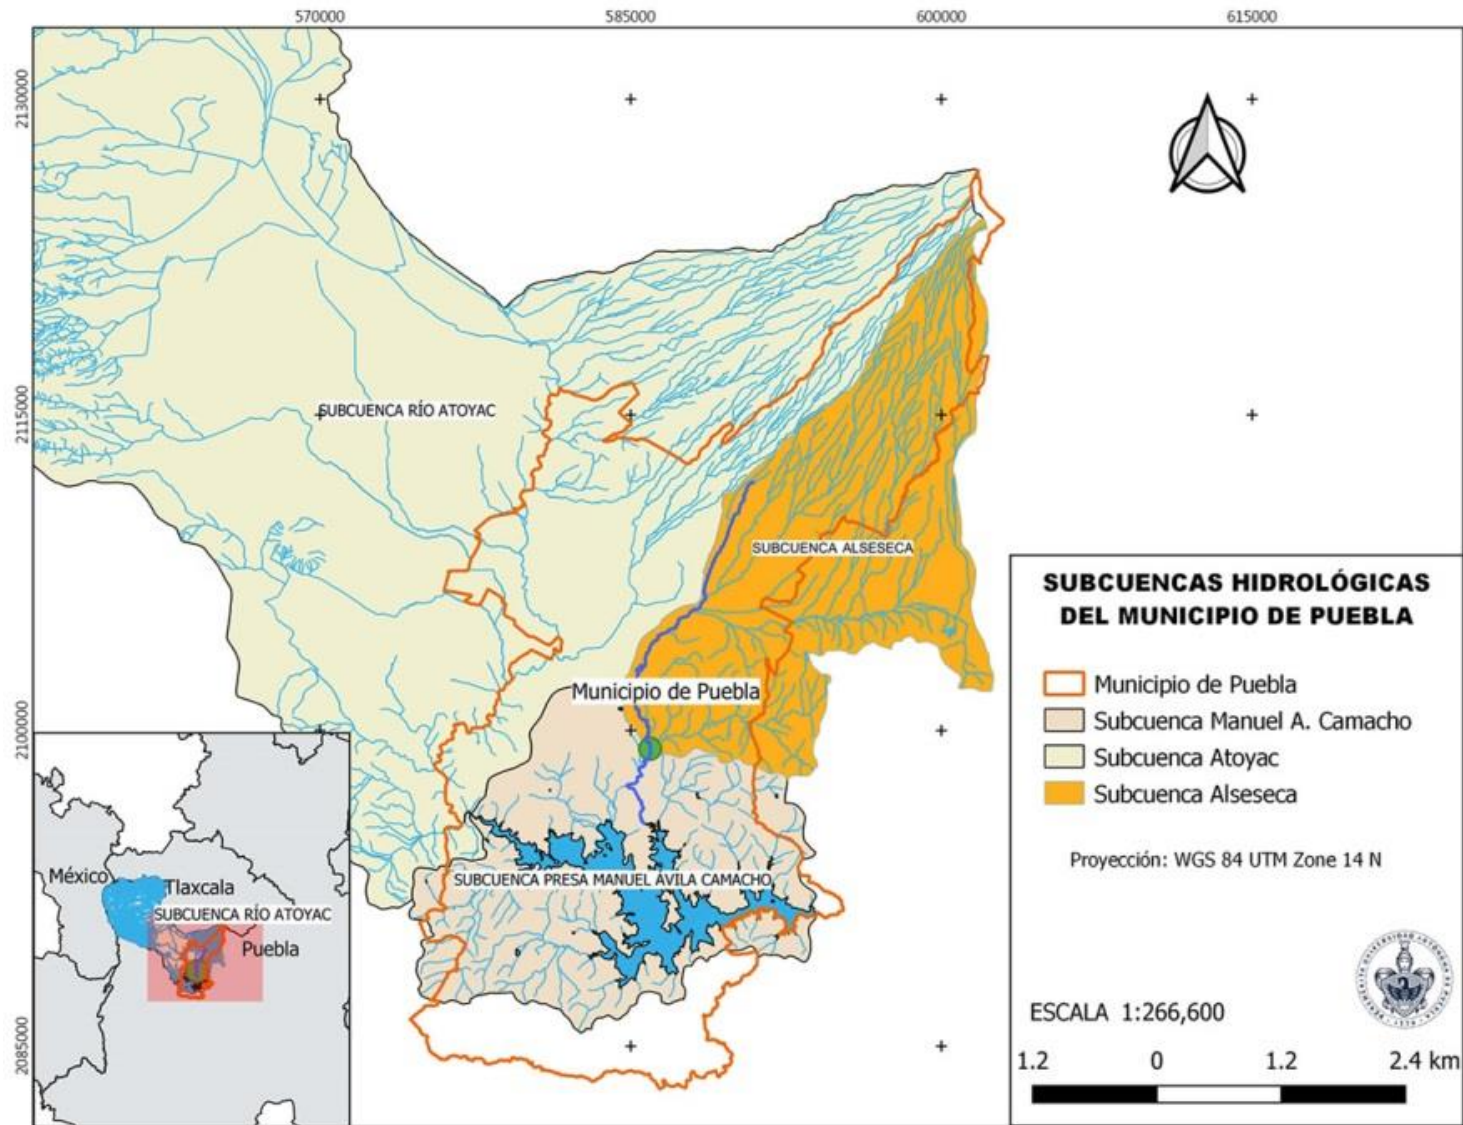 570000
585000
600000
615000
2130000
2115000
2100000
2085000
SUBCUENCA RÍO ATOYAC
SUBCUENCA ALSESECA
Municipio de Puebla
SUBCUENCA PRESA MANUEL ÁVILA CAMACHO
México
Tlaxcala
SUBCUENCA RÍO ATOYAC
Puebla
SUBCUENCAS HIDROLÓGICAS
DEL MUNICIPIO DE PUEBLA
Municipio de Puebla
Subcuenca Manuel A. Camacho
Subcuenca Atoyac
Subcuenca Alseseca
Proyección: WGS 84 UTM Zone 14 N
ESCALA 1:266,600
1.2 0 1.2 2.4 km